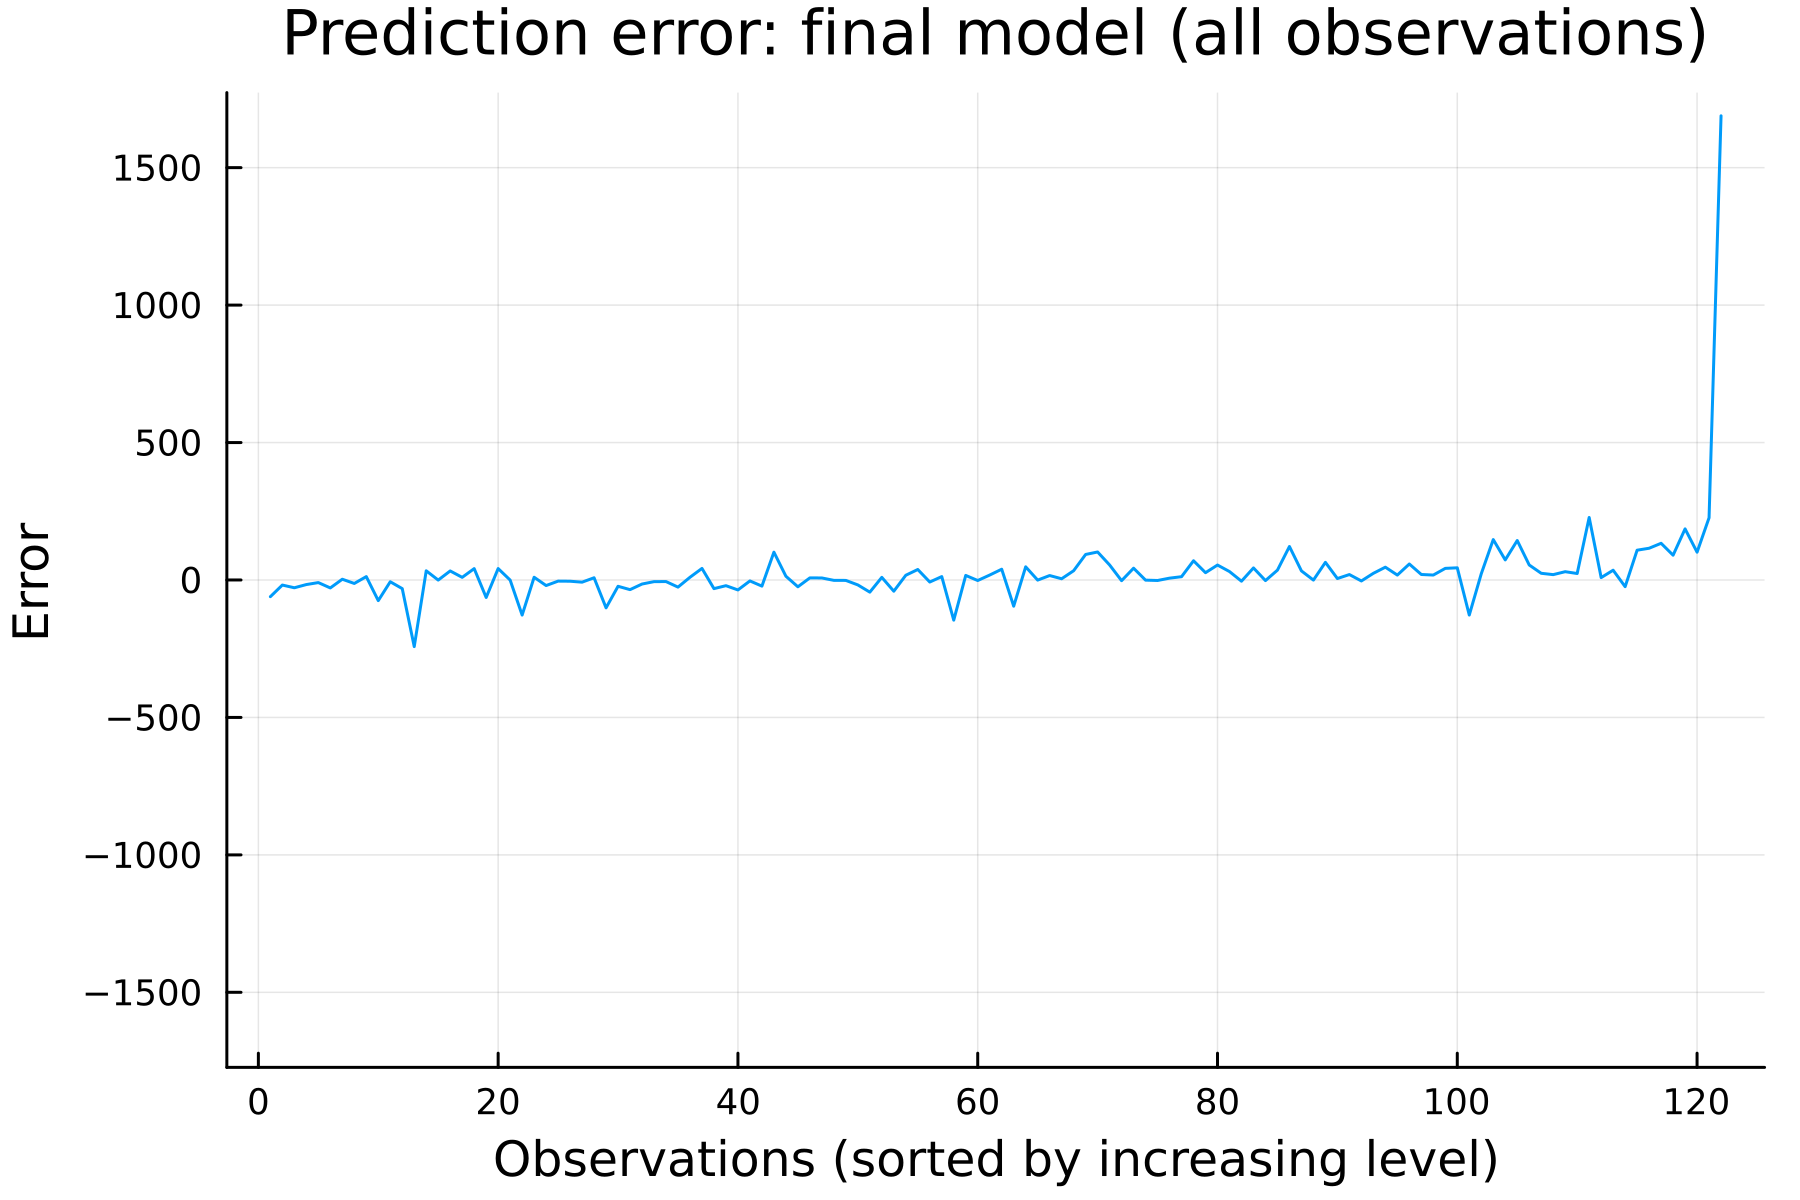 Prediction error: final model (all observations)
1500
1000
500
0
−500
−1000
−1500
Error
0 20 40 60 80 100 120
Observations (sorted by increasing level)